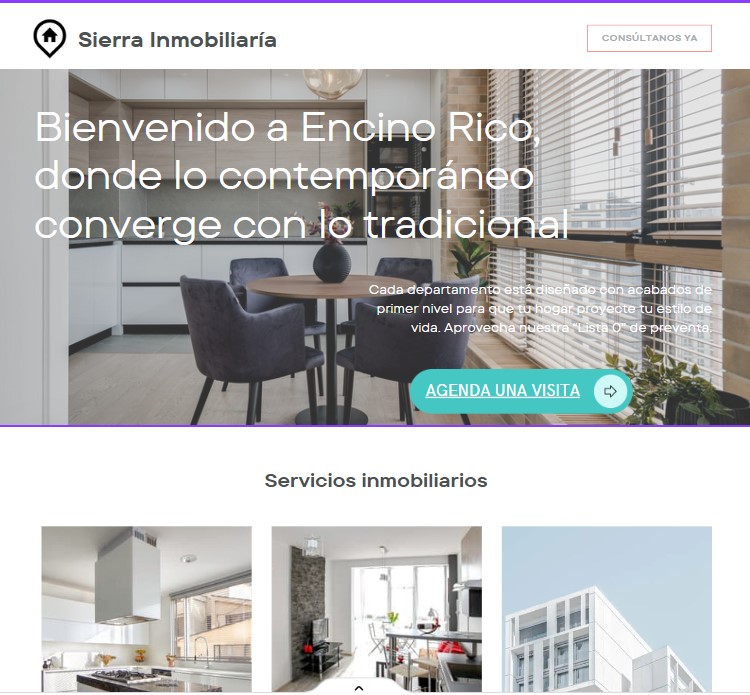 Sierra Inmobiliaría
CONSÚLTANOS YA
Bienvenido a Encino Rico,
donde lo contemporáneo
converge con lo tradicional
Cada departamento está diseñado con acabados de
primer nivel para que tu hogar proyecte tu estilo de
vida. Aprovecha nuestra "Lista 0" de preventa.
AGENDA UNA VISITA
Servicios inmobiliarios